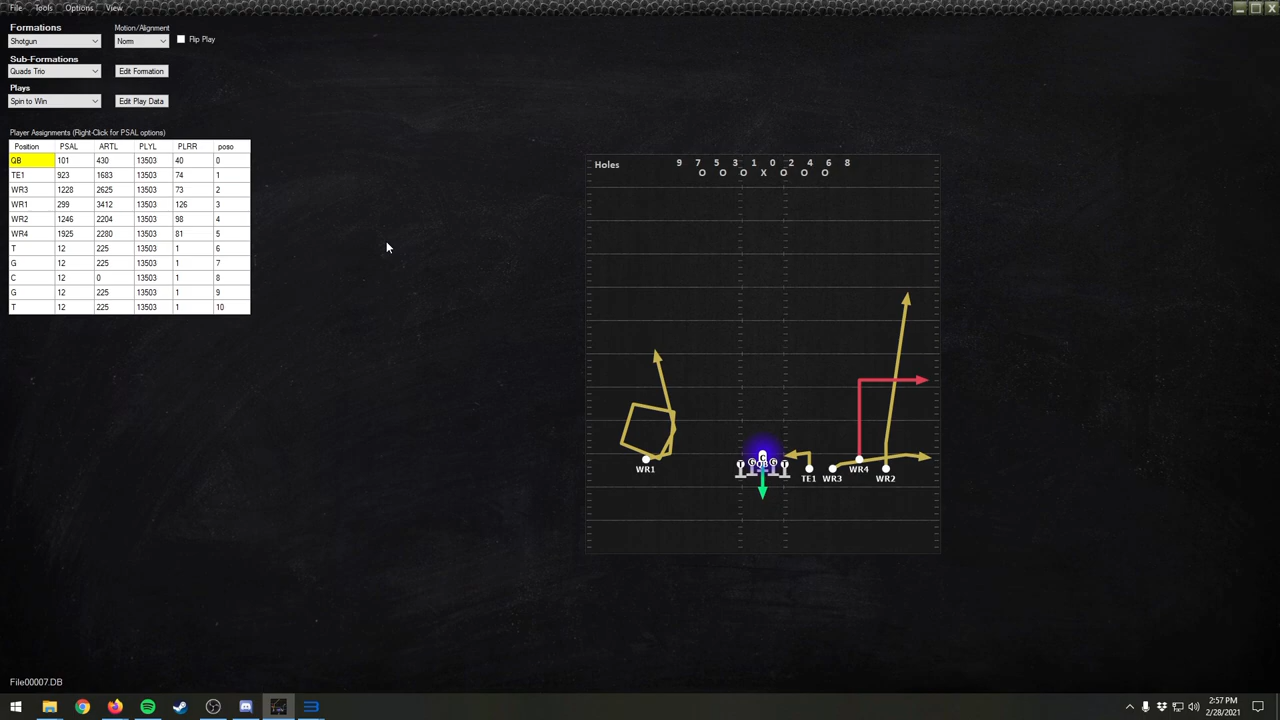 File Tools Options View
Formations Motion/Alignment
Shotgun Norm Flip Play
Sub-Formations
Quads Trio Edit Formation
Plays
Spin to Win Edit Play Data
Player Assignments (Right-Click for PSAL options)
Position PSAL ARTL PLYL PLRR poso
QB 101 430 13503 40 0
TE1 923 1683 13503 74 1
WR3 1228 2625 13503 73 2
WR1 299 3412 13503 126 3
WR2 1246 2204 13503 98 4
WR4 1925 2280 13503 81 5
T 12 225 13503 1 6
G 12 225 13503 1 7
C 12 0 13503 1 8
G 12 225 13503 1 9
T 12 225 13503 1 10
Holes 9 7 5 3 1 0 2 4 6 8
O O O X O O O
C
T G QB G T
WR1 TE1 WR3 WR4 WR2
File00007.DB
2:57 PM
2/28/2021